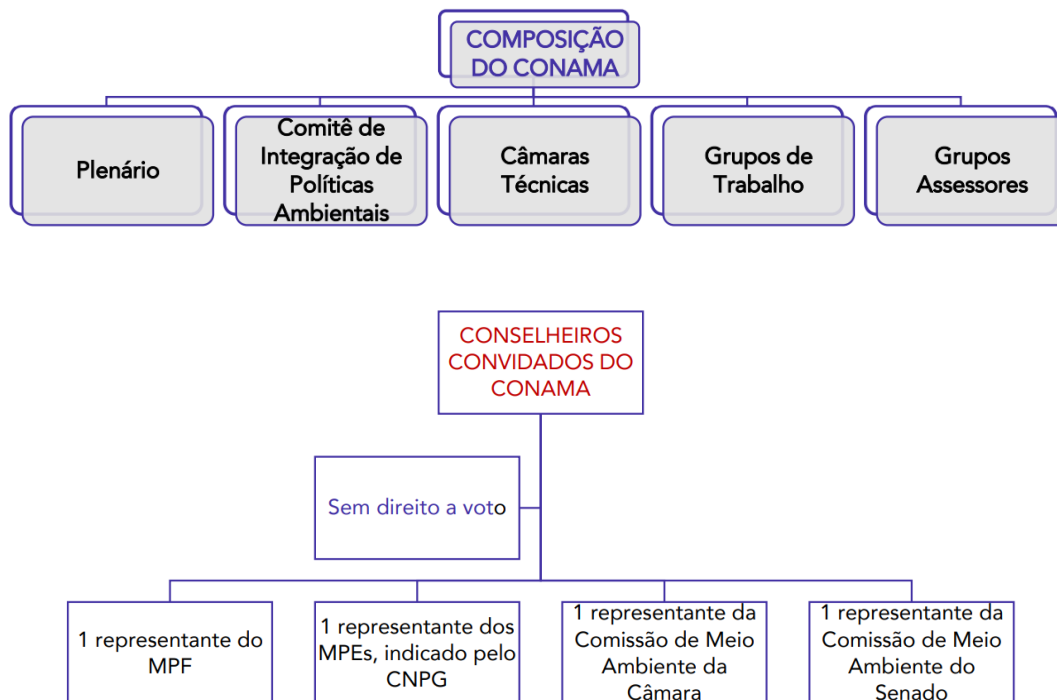 COMPOSIÇÃO
DO CONAMA
Plenário
Comitê de
Integração de
Políticas
Ambientais
Câmaras
Técnicas
Grupos de
Trabalho
Grupos
Assessores
CONSELHEIROS
CONVIDADOS DO
CONAMA
Sem direito a voto
1 representante do
MPF
1 representante dos
MPEs, indicado pelo
CNPG
1 representante da
Comissão de Meio
Ambiente da
Câmara
1 representante da
Comissão de Meio
Ambiente do
Senado